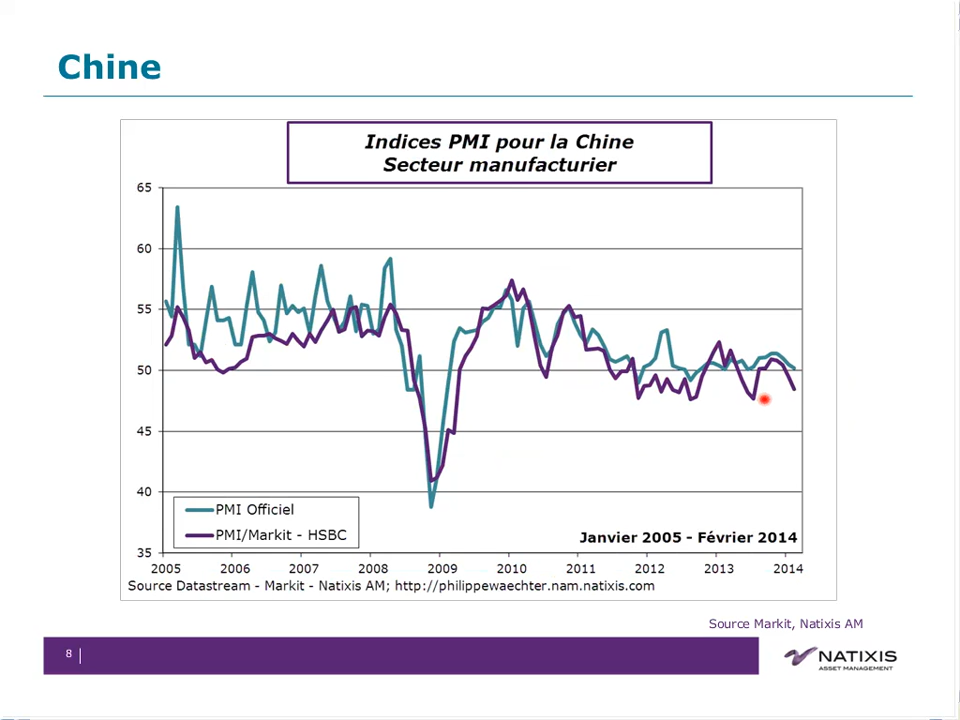 Chine
Indices PMI pour la Chine
Secteur manufacturier
65
60
55
50
45
40
35
PMI Officiel
PMI/Markit - HSBC
Janvier 2005 - Février 2014
2005 2006 2007 2008 2009 2010 2011 2012 2013 2014
Source Datastream - Markit - Natixis AM; http://philippewaechter.nam.natixis.com
Source Markit, Natixis AM
8
NATIXIS
ASSET MANAGEMENT